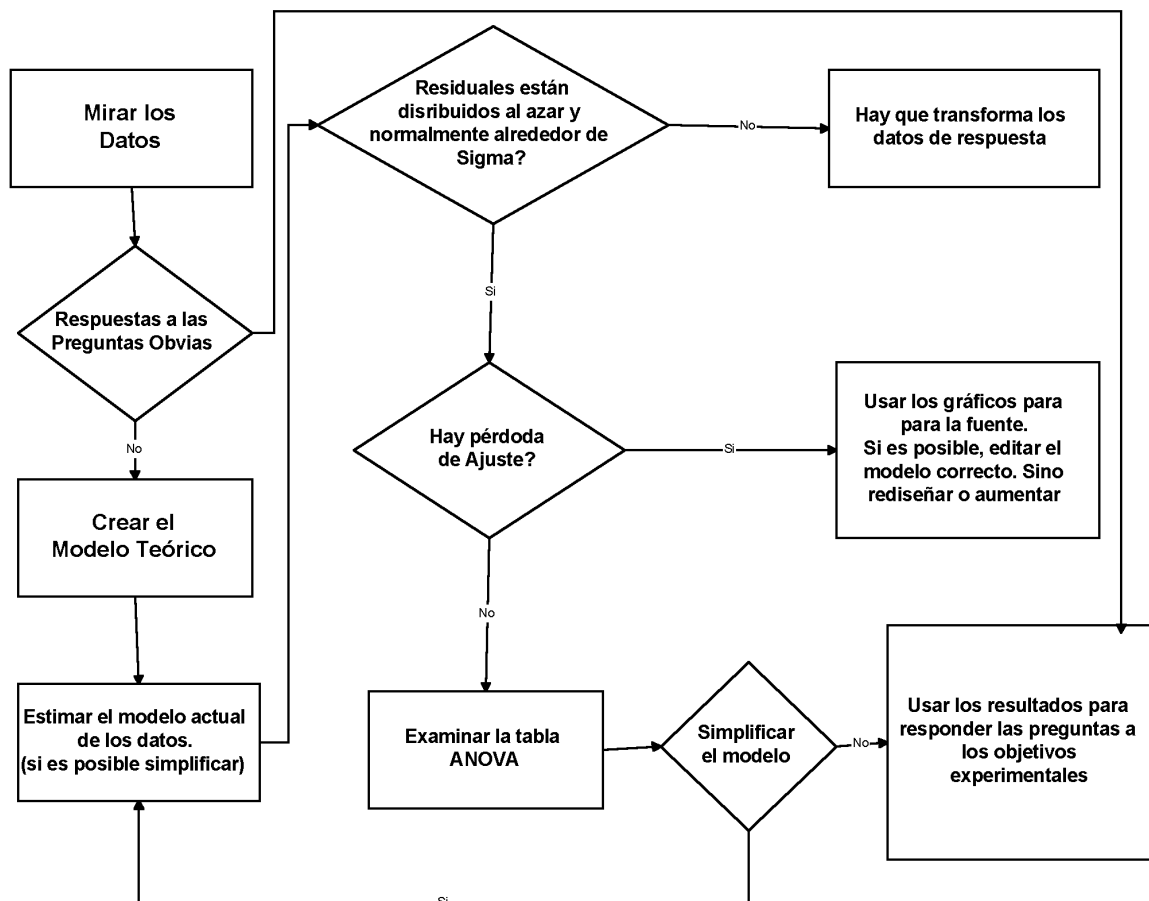 Mirar los
Datos
Respuestas a las
Preguntas Obvias
No
Crear el
Modelo Teórico
Estimar el modelo actual
de los datos.
(si es posible simplificar)
Residuales están
disribuidos al azar y
normalmente alrededor de
Sigma?
No
Hay que transforma los
datos de respuesta
Si
Hay pérdoda
de Ajuste?
Si
Usar los gráficos para
para la fuente.
Si es posible, editar el
modelo correcto. Sino
rediseñar o aumentar
No
Examinar la tabla
ANOVA
Simplificar
el modelo
No
Usar los resultados para
responder las preguntas a
los objetivos
experimentales
Si